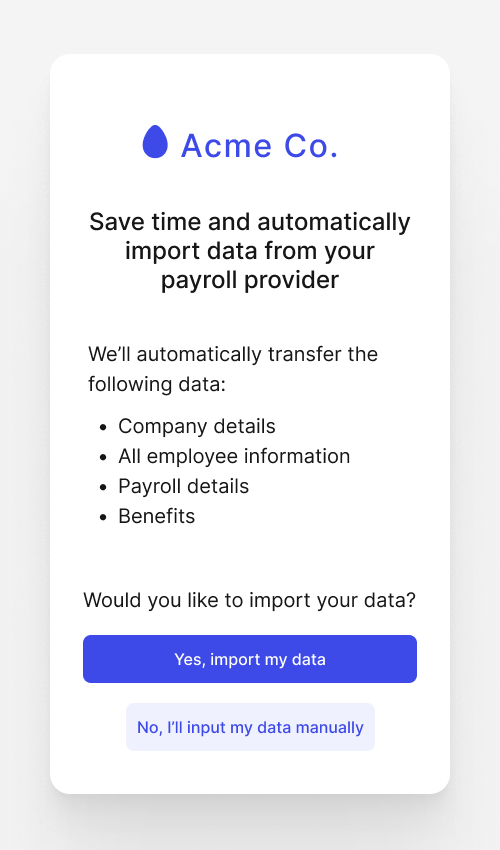 Acme Co.
Save time and automatically
import data from your
payroll provider
We’ll automatically transfer the
following data:
• Company details
• All employee information
• Payroll details
• Benefits
Would you like to import your data?
Yes, import my data
No, I’ll input my data manually